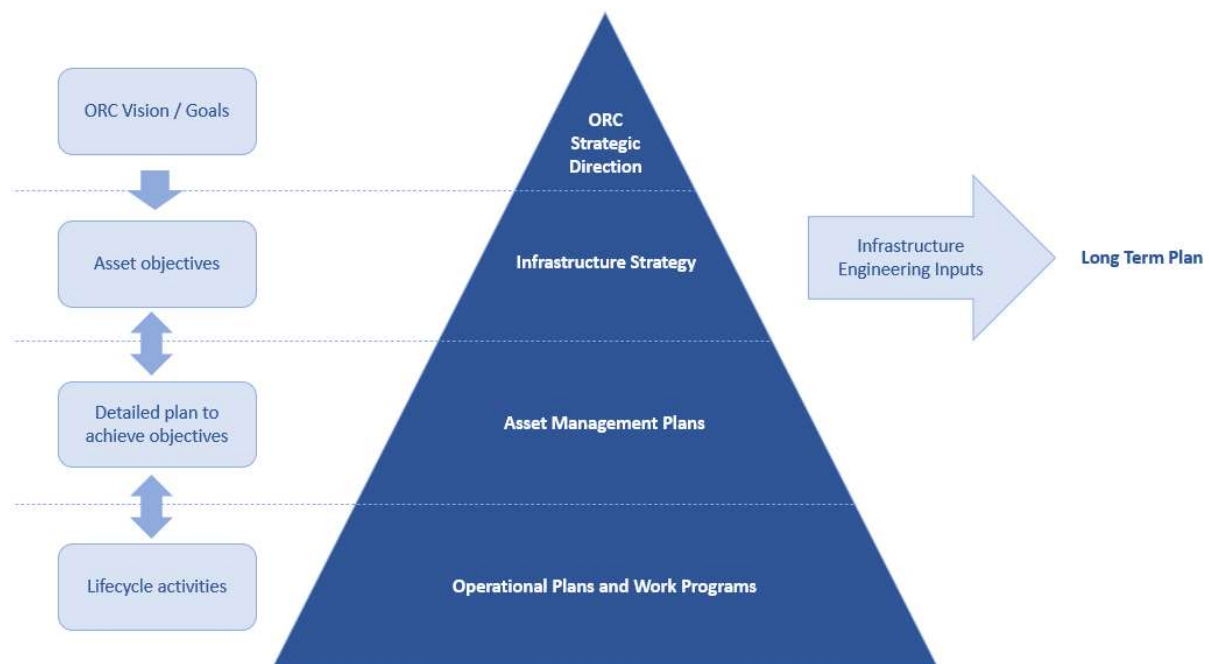 ORC Vision / Goals
ORC
Strategic
Direction
Asset objectives
Infrastructure Strategy
Infrastructure
Engineering Inputs
Long Term Plan
Detailed plan to
achieve objectives
Asset Management Plans
Lifecycle activities
Operational Plans and Work Programs